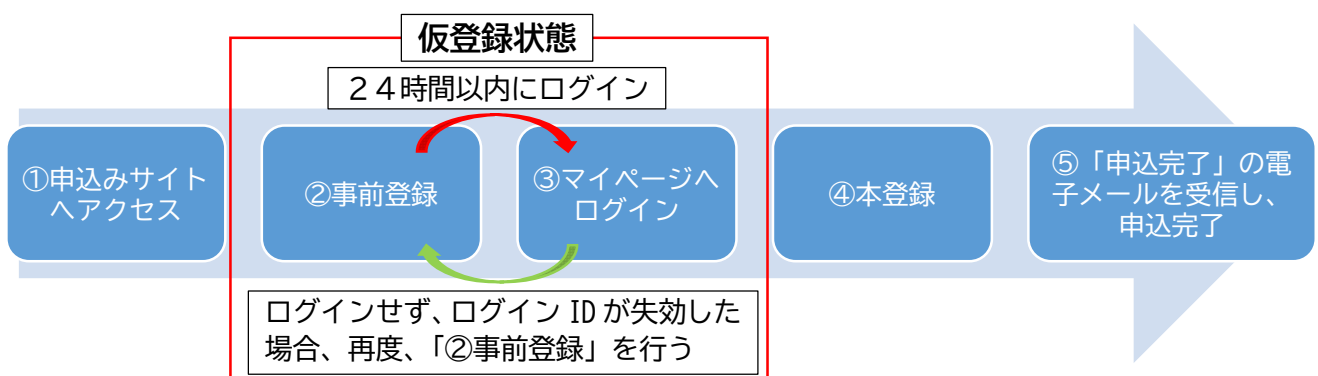 仮登録状態
２４時間以内にログイン
①申込みサイト
へアクセス
②事前登録
③マイページへ
ログイン
④本登録
⑤「申込完了」の電
子メールを受信し、
申込完了
ログインせず、ログイン ID が失効した
場合、再度、「②事前登録」を行う